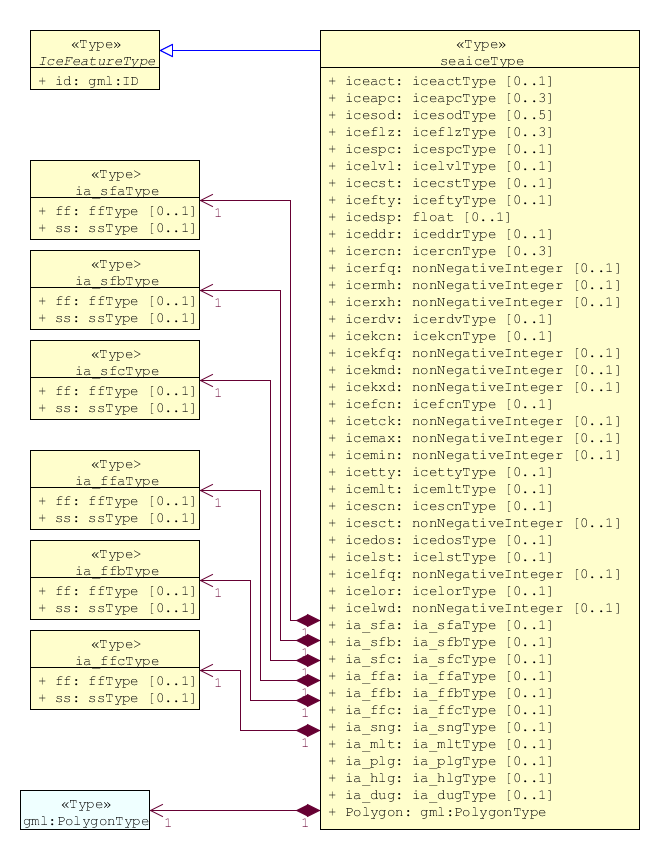 «Type»
IceFeatureType
+ id: gml:ID
«Type»
seaiceType
+ iceact: iceactType [0..1]
+ iceapc: iceapcType [0..3]
+ icesod: icesodType [0..5]
+ iceflz: iceflzType [0..3]
+ icespc: icespcType [0..1]
+ icelvl: icelvlType [0..1]
+ icecst: icecstType [0..1]
+ icefty: iceftyType [0..1]
+ icedsp: float [0..1]
+ iceddr: iceddrType [0..1]
+ icercn: icercnType [0..3]
+ icerfq: nonNegativeInteger [0..1]
+ icermh: nonNegativeInteger [0..1]
+ icerxh: nonNegativeInteger [0..1]
+ icerdv: icerdvType [0..1]
+ icekcn: icekcnType [0..1]
+ icekfq: nonNegativeInteger [0..1]
+ icekmd: nonNegativeInteger [0..1]
+ icekxd: nonNegativeInteger [0..1]
+ icefcn: icefcnType [0..1]
+ icetck: nonNegativeInteger [0..1]
+ icemax: nonNegativeInteger [0..1]
+ icemin: nonNegativeInteger [0..1]
+ icetty: icettyType [0..1]
+ icemlt: icemltType [0..1]
+ icescn: icescnType [0..1]
+ icesct: nonNegativeInteger [0..1]
+ icedos: icedosType [0..1]
+ icelst: icelstType [0..1]
+ icelfq: nonNegativeInteger [0..1]
+ icelor: icelorType [0..1]
+ icelwd: nonNegativeInteger [0..1]
+ ia_sfa: ia_sfaType [0..1]
+ ia_sfb: ia_sfbType [0..1]
+ ia_sfc: ia_sfcType [0..1]
+ ia_ffa: ia_ffaType [0..1]
+ ia_ffb: ia_ffbType [0..1]
+ ia_ffc: ia_ffcType [0..1]
+ ia_sng: ia_sngType [0..1]
+ ia_mlt: ia_mltType [0..1]
+ ia_plg: ia_plgType [0..1]
+ ia_hlg: ia_hlgType [0..1]
+ ia_dug: ia_dugType [0..1]
+ Polygon: gml:PolygonType
«Type»
ia_sfaType
+ ff: ffType [0..1]
+ ss: ssType [0..1]
1
«Type»
ia_sfbType
+ ff: ffType [0..1]
+ ss: ssType [0..1]
1
«Type»
ia_sfcType
+ ff: ffType [0..1]
+ ss: ssType [0..1]
1
«Type»
ia_ffaType
+ ff: ffType [0..1]
+ ss: ssType [0..1]
1
«Type»
ia_ffbType
+ ff: ffType [0..1]
+ ss: ssType [0..1]
1
«Type»
ia_ffcType
+ ff: ffType [0..1]
+ ss: ssType [0..1]
1
1
1
1
1
1
1
«Type»
gml:PolygonType
1
1